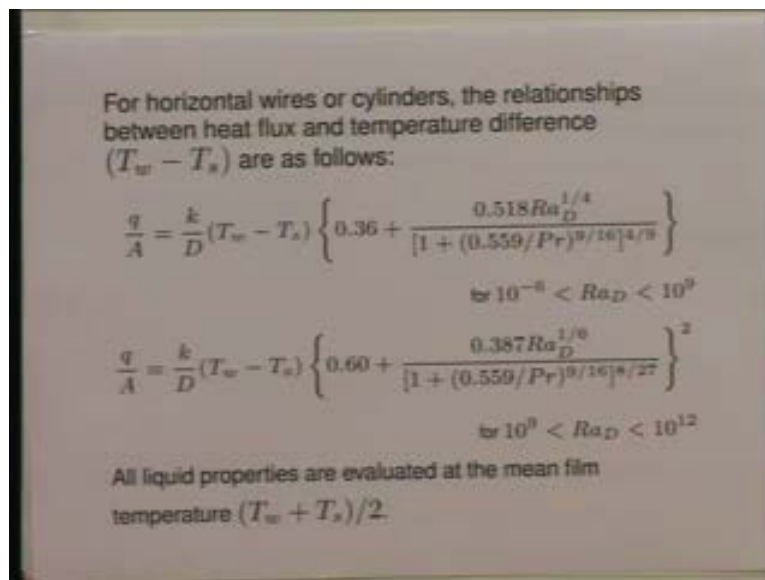 For horizontal wires or cylinders, the relationships
between heat flux and temperature difference
(T_w − T_s) are as follows:
q/A = k/D (T_w − T_s) {0.36 + 0.518Ra_D^{1/4} / [1 + (0.559/Pr)^{9/16}]^{4/9}}
for 10^{−6} < Ra_D < 10^9
q/A = k/D (T_w − T_s) {0.60 + 0.387Ra_D^{1/6} / [1 + (0.559/Pr)^{9/16}]^{8/27}}^2
for 10^9 < Ra_D < 10^{12}
All liquid properties are evaluated at the mean film
temperature (T_w + T_s)/2.